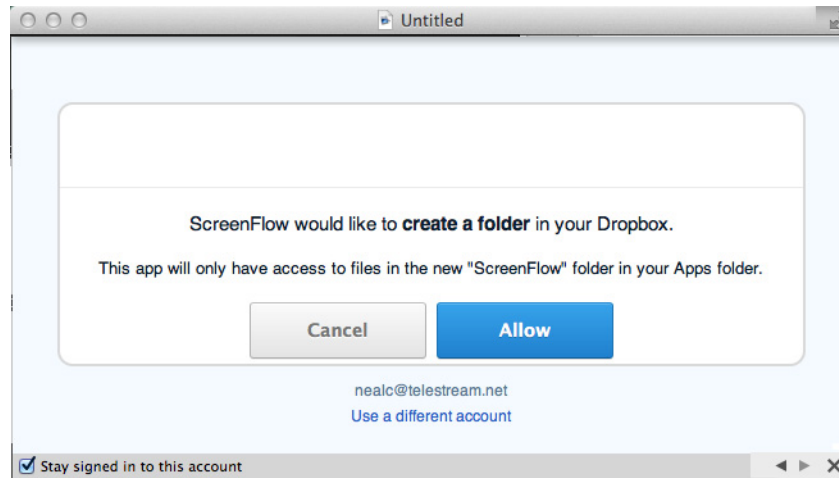 Untitled
ScreenFlow would like to create a folder in your Dropbox.
This app will only have access to files in the new "ScreenFlow" folder in your Apps folder.
Cancel
Allow
nealc@telestream.net
Use a different account
Stay signed in to this account